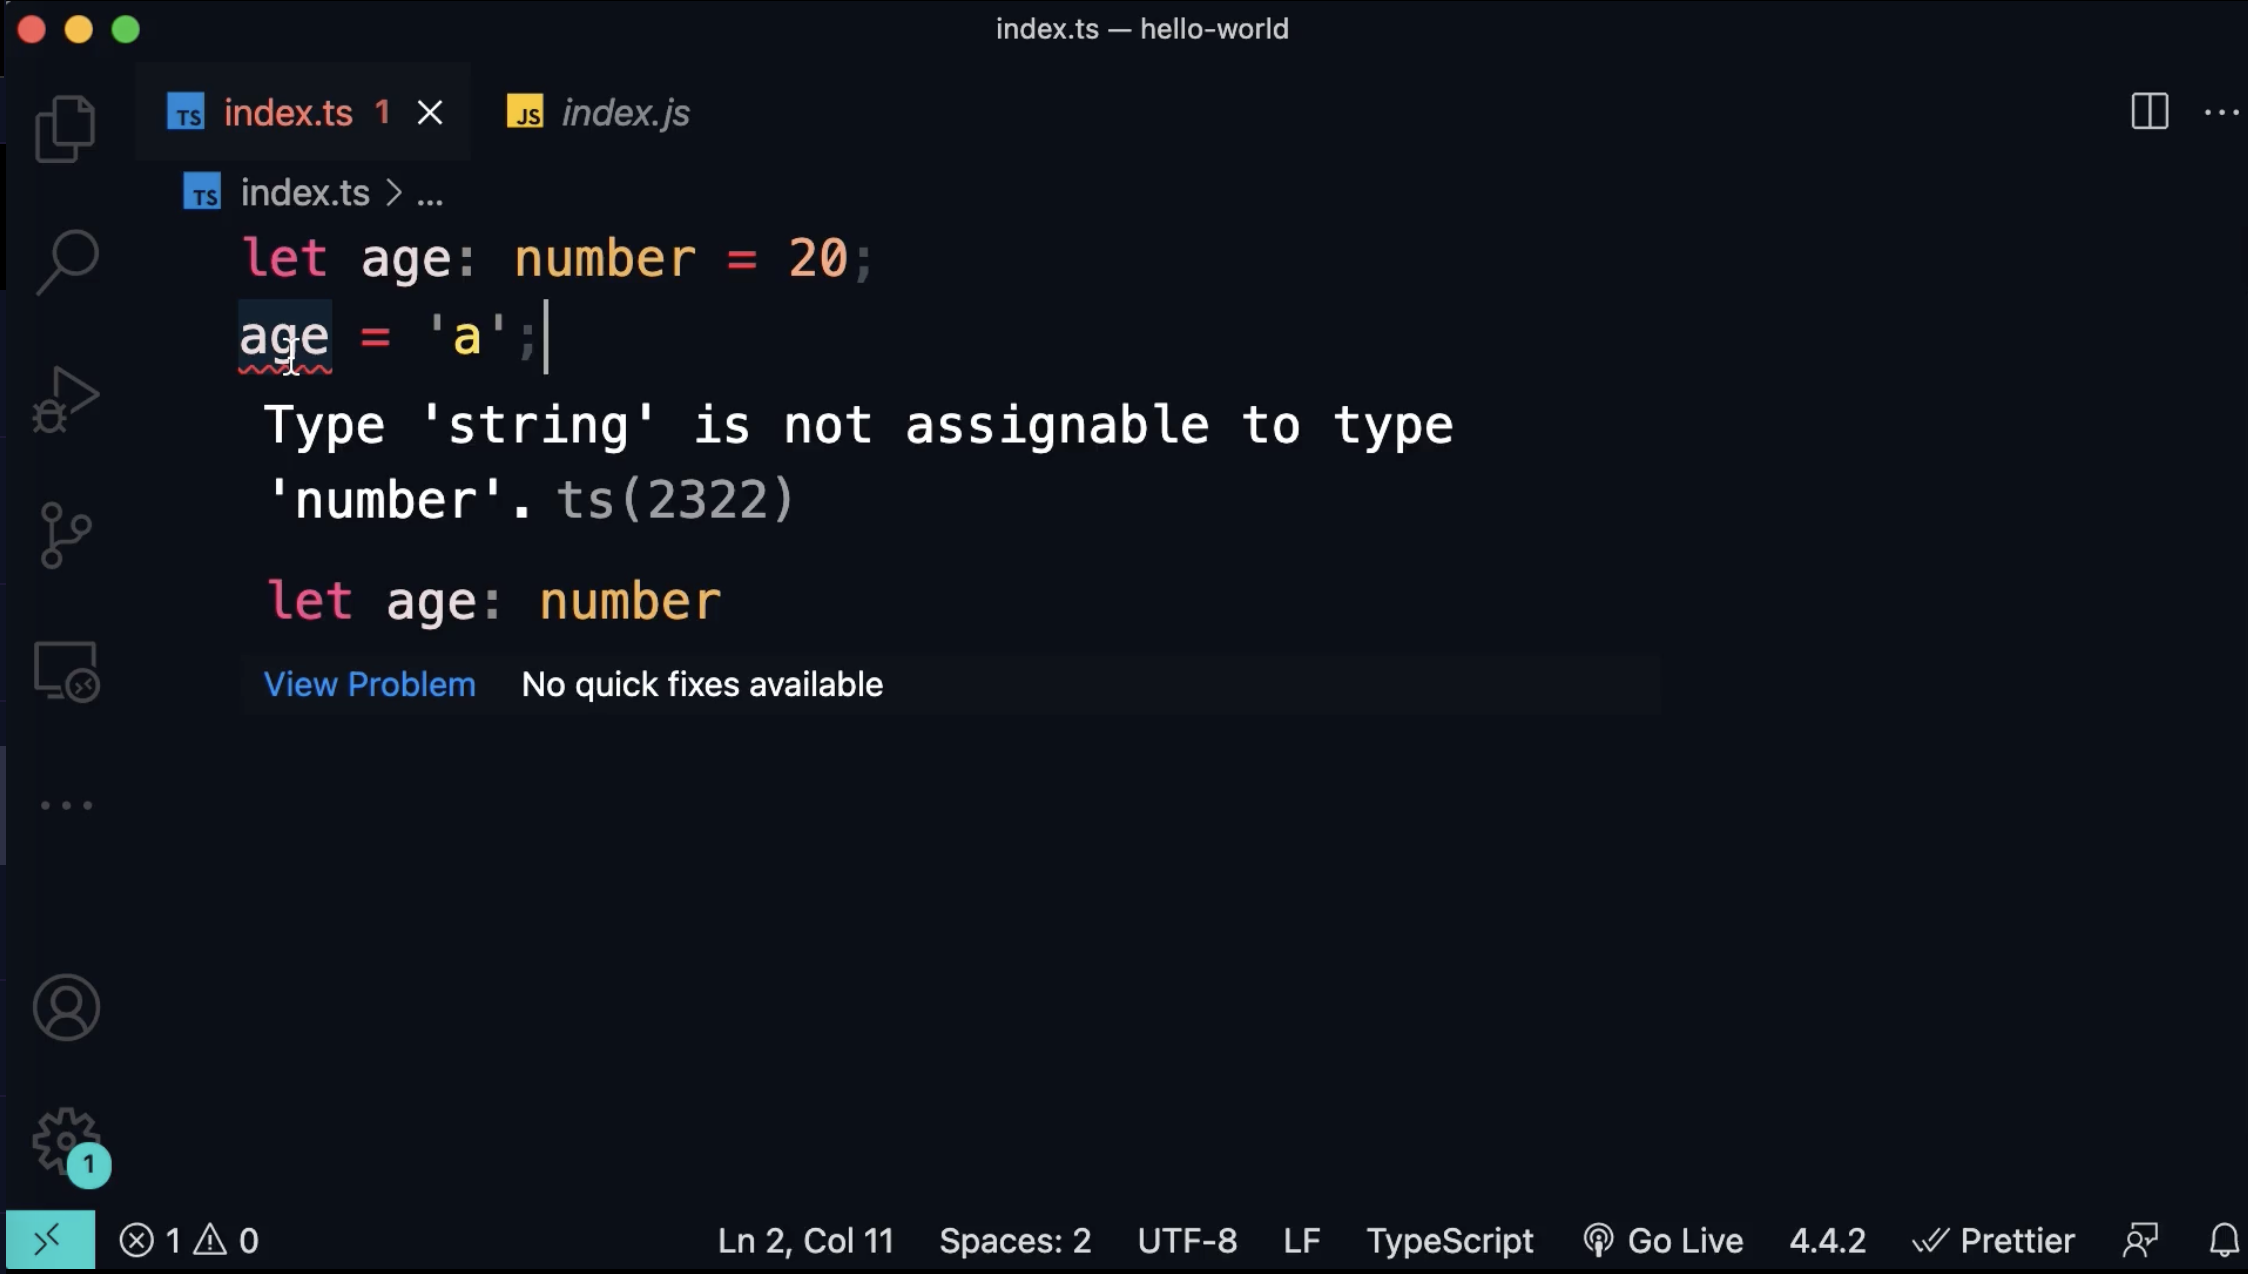 index.ts — hello-world
TS index.ts 1 JS index.js
TS index.ts > ...
let age: number = 20;
age = 'a';
Type 'string' is not assignable to type
'number'. ts(2322)
let age: number
View Problem No quick fixes available
1
1 0 Ln 2, Col 11 Spaces: 2 UTF-8 LF TypeScript Go Live 4.4.2 Prettier